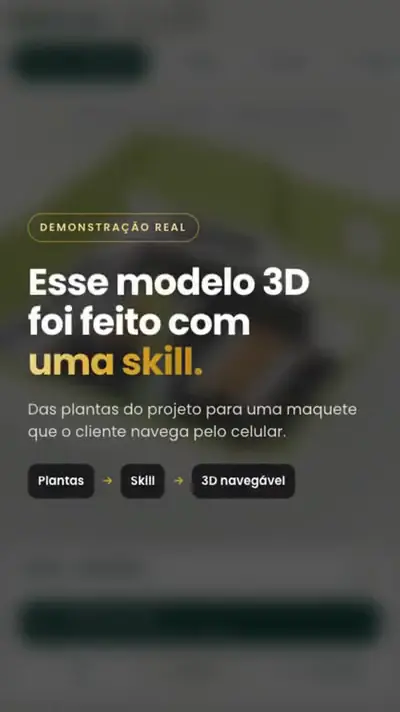 DEMONSTRAÇÃO REAL
Esse modelo 3D
foi feito com
uma skill.
Das plantas do projeto para uma maquete
que o cliente navega pelo celular.
Plantas → Skill → 3D navegável